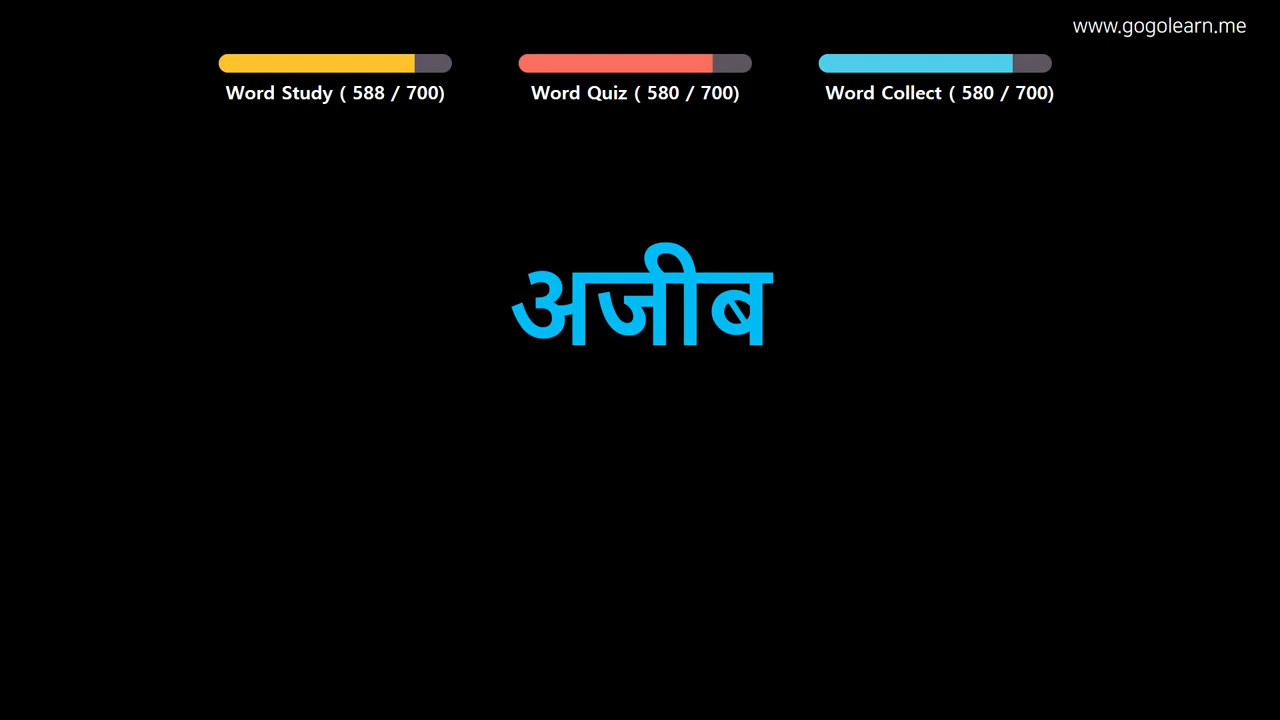 www.gogolearn.me
Word Study ( 588 / 700)
Word Quiz ( 580 / 700)
Word Collect ( 580 / 700)
अजीब